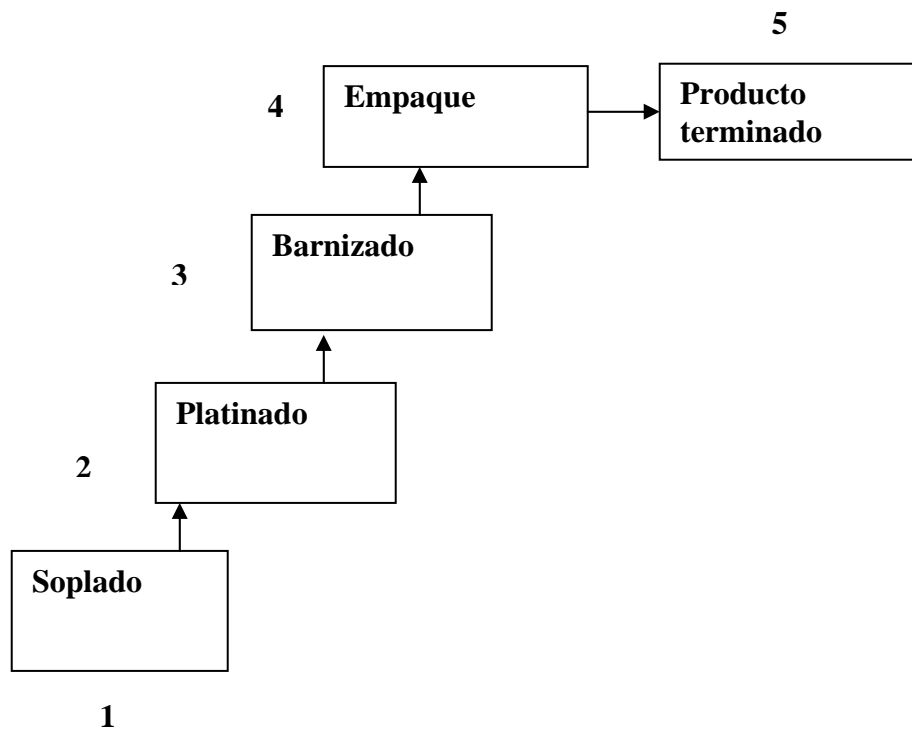 5
4
Empaque
Producto
terminado
3
Barnizado
2
Platinado
Soplado
1